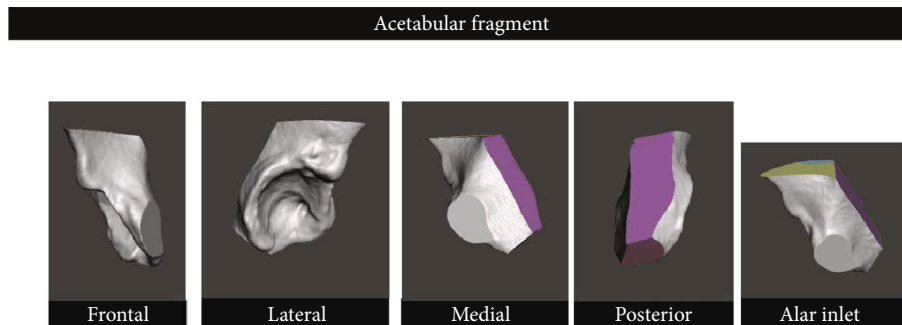 Acetabular fragment
Frontal
Lateral
Medial
Posterior
Alar inlet